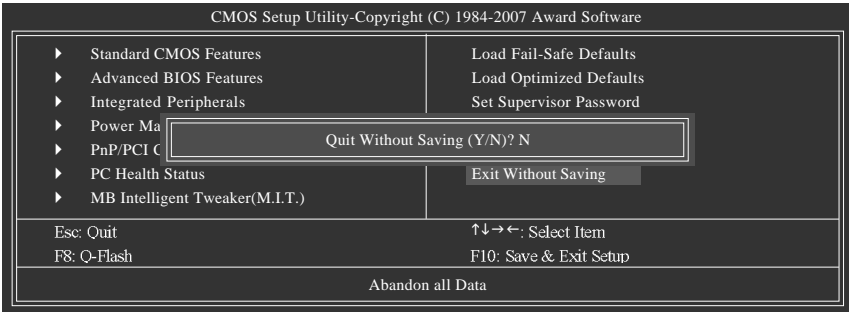 CMOS Setup Utility-Copyright (C) 1984-2007 Award Software
Standard CMOS Features
Advanced BIOS Features
Integrated Peripherals
Power Ma
PnP/PCI
PC Health Status
MB Intelligent Tweaker(M.I.T.)
Load Fail-Safe Defaults
Load Optimized Defaults
Set Supervisor Password
Exit Without Saving
Quit Without Saving (Y/N)? N
Esc: Quit
↑↓→←: Select Item
F8: Q-Flash
F10: Save & Exit Setup
Abandon all Data